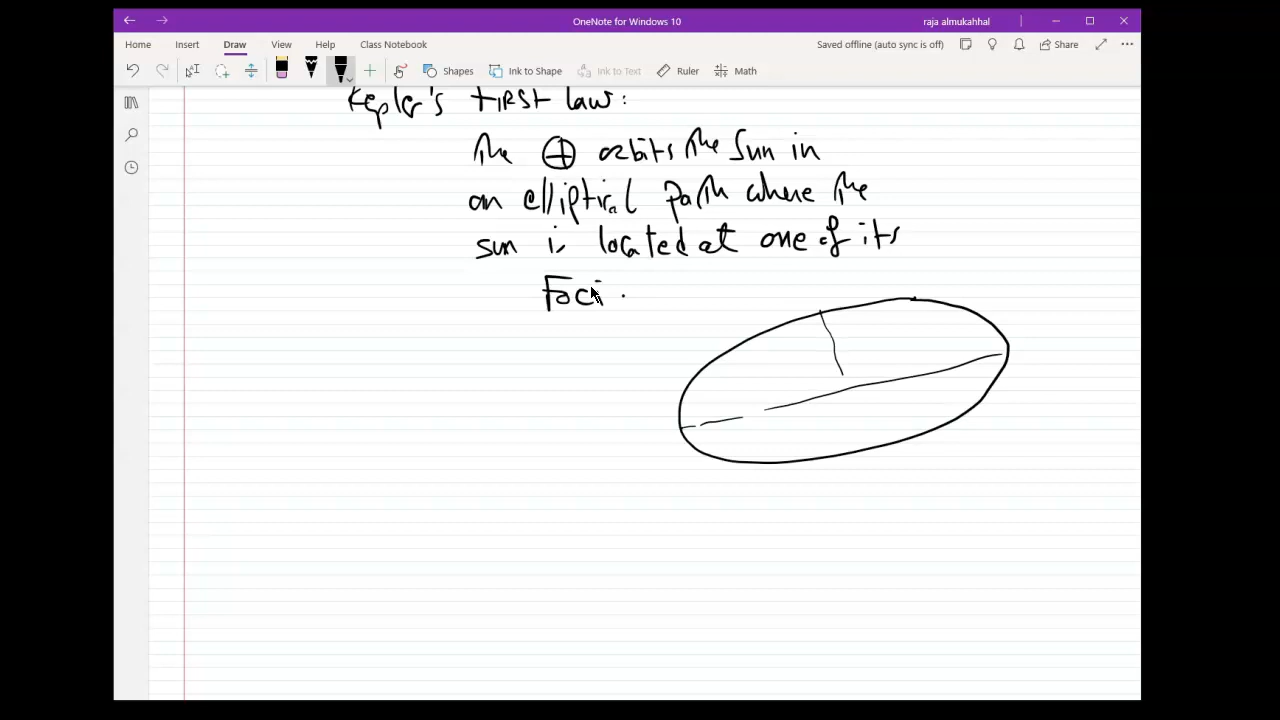 OneNote for Windows 10
raja almukahhal
Home Insert Draw View Help Class Notebook
Saved offline (auto sync is off)
Share
Shapes
Ink to Shape
Ink to Text
Ruler
Math
Kepler's FIRST law:
The ⊕ orbits The Sun in
an elliptical path where the
sun is located at one of its
Foci.